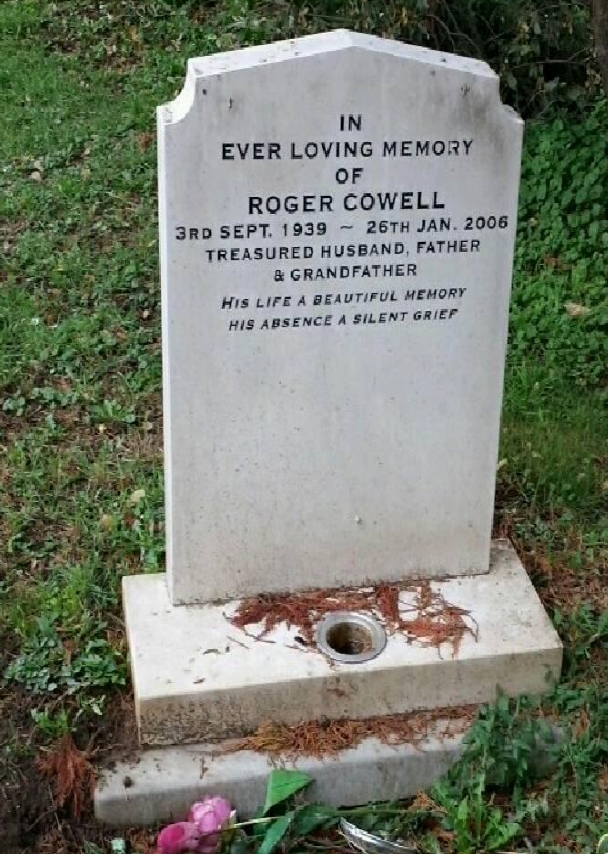 IN
EVER LOVING MEMORY
OF
ROGER COWELL
3RD SEPT. 1939 ~ 26TH JAN. 2006
TREASURED HUSBAND, FATHER
& GRANDFATHER
HIS LIFE A BEAUTIFUL MEMORY
HIS ABSENCE A SILENT GRIEF